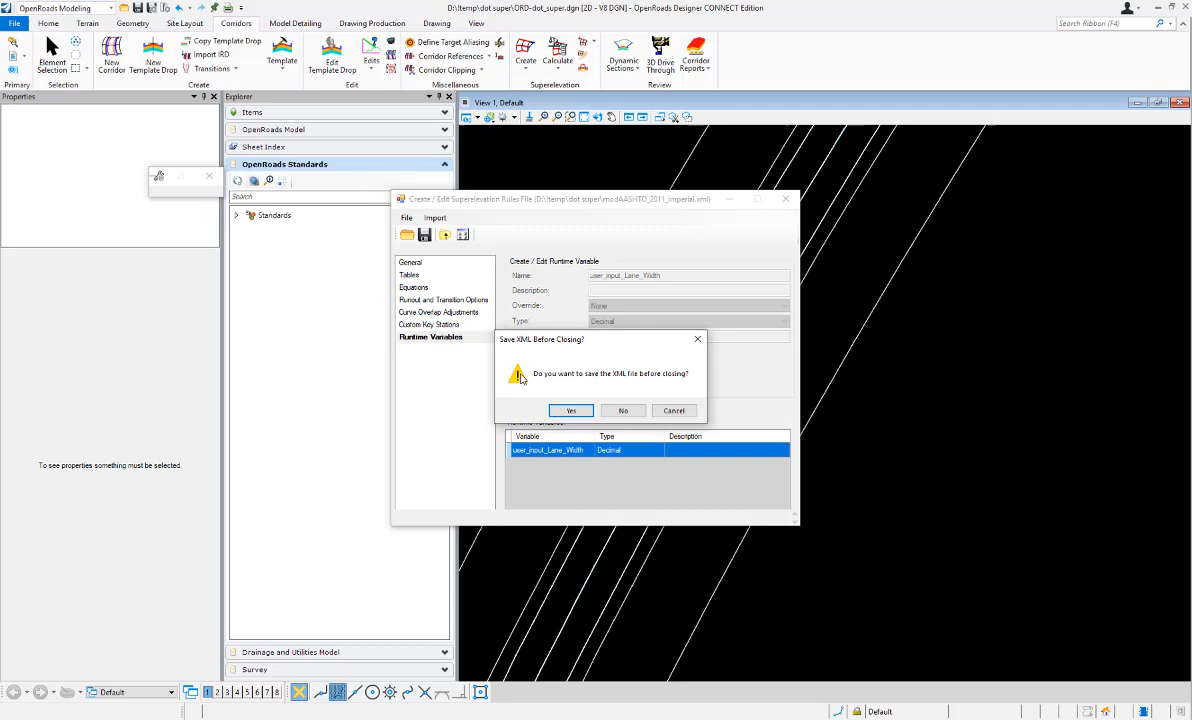 OpenRoads Modeling
D:\temp\dot super\ORD-dot_super.dgn [2D - V8 DGN] - OpenRoads Designer CONNECT Edition
File Home Terrain Geometry Site Layout Corridors Model Detailing Drawing Production Drawing View
Search Ribbon (F4)
Element Selection
New Corridor
New Template Drop
Copy Template Drop
Import IRD
Transitions
Template
Edit Template Drop
Edits
Define Target Aliasing
Corridor References
Corridor Clipping
Create
Calculate
Dynamic Sections
3D Drive Through
Corridor Reports
Primary Selection Create Edit Miscellaneous Superelevation Review
Properties
To see properties something must be selected.
Explorer
Items
OpenRoads Model
Sheet Index
OpenRoads Standards
Search
Standards
Drainage and Utilities Model
Survey
View 1, Default
Create / Edit Superelevation Rules File (D:\temp\dot super\modAASHTO_2011_imperial.xml)
File Import
General
Tables
Equations
Runout and Transition Options
Curve Overlap Adjustments
Custom Key Stations
Runtime Variables
Create / Edit Runtime Variable
Name: user_input_Lane_Width
Description:
Override: None
Type: Decimal
Save XML Before Closing?
Do you want to save the XML file before closing?
Yes No Cancel
Variable Type Description
user_input_Lane_Width Decimal
Default
1 2 3 4 5 6 7 8
Default